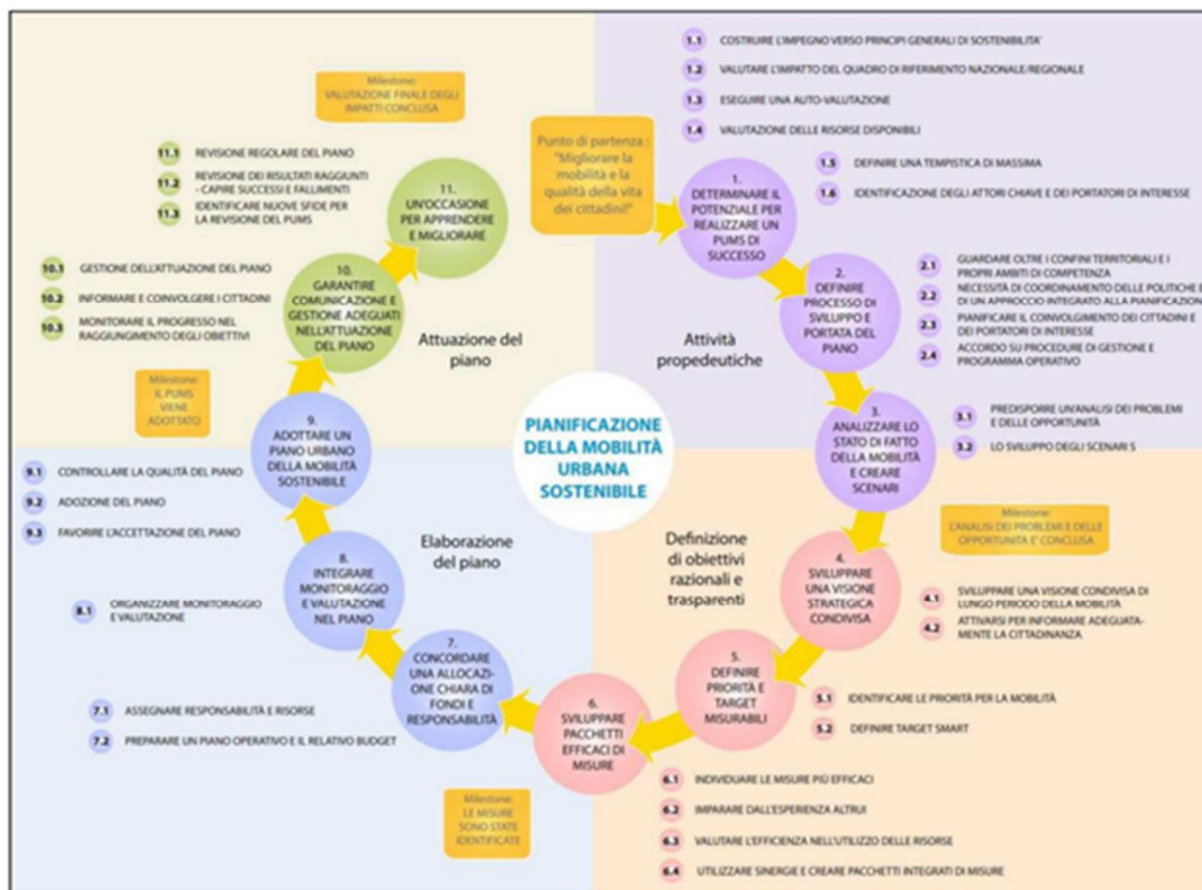 Punto di partenza :
"Migliorare la
mobilità e la
qualità della vita
dei cittadini!"
PIANIFICAZIONE
DELLA MOBILITÀ
URBANA
SOSTENIBILE
Attività
propedeutiche
1.
DETERMINARE IL
POTENZIALE PER
REALIZZARE UN
PUMS DI
SUCCESSO
1.1 COSTRUIRE L'IMPEGNO VERSO PRINCIPI GENERALI DI SOSTENIBILITA'
1.2 VALUTARE L'IMPATTO DEL QUADRO DI RIFERIMENTO NAZIONALE/REGIONALE
1.3 ESEGUIRE UNA AUTO-VALUTAZIONE
1.4 VALUTAZIONE DELLE RISORSE DISPONIBILI
1.5 DEFINIRE UNA TEMPISTICA DI MASSIMA
1.6 IDENTIFICAZIONE DEGLI ATTORI CHIAVE E DEI PORTATORI DI INTERESSE
2.
DEFINIRE
PROCESSO DI
SVILUPPO E
PORTATA DEL
PIANO
2.1 GUARDARE OLTRE I CONFINI TERRITORIALI E I
PROPRI AMBITI DI COMPETENZA
2.2 NECESSITÀ DI COORDINAMENTO DELLE POLITICHE E
DI UN APPROCCIO INTEGRATO ALLA PIANIFICAZIONE
2.3 PIANIFICARE IL COINVOLGIMENTO DEI CITTADINI E
DEI PORTATORI DI INTERESSE
2.4 ACCORDO SU PROCEDURE DI GESTIONE E
PROGRAMMA OPERATIVO
3.
ANALIZZARE LO
STATO DI FATTO
DELLA MOBILITÀ
E CREARE
SCENARI
3.1 PREDISPORRE UN'ANALISI DEI PROBLEMI
E DELLE OPPORTUNITÀ
3.2 LO SVILUPPO DEGLI SCENARI S
Milestone:
L'ANALISI DEI PROBLEMI E DELLE
OPPORTUNITÀ E' CONCLUSA
Definizione
di obiettivi
razionali e
trasparenti
4.
SVILUPPARE
UNA VISIONE
STRATEGICA
CONDIVISA
4.1 SVILUPPARE UNA VISIONE CONDIVISA DI
LUNGO PERIODO DELLA MOBILITÀ
4.2 ATTIVARSI PER INFORMARE ADEGUATA-
MENTE LA CITTADINANZA
5.
DEFINIRE
PRIORITÀ E
TARGET
MISURABILI
5.1 IDENTIFICARE LE PRIORITÀ PER LA MOBILITÀ
5.2 DEFINIRE TARGET SMART
6.
SVILUPPARE
PACCHETTI
EFFICACI DI
MISURE
6.1 INDIVIDUARE LE MISURE PIÙ EFFICACI
6.2 IMPARARE DALL'ESPERIENZA ALTRUI
6.3 VALUTARE L'EFFICIENZA NELL'UTILIZZO DELLE RISORSE
6.4 UTILIZZARE SINERGIE E CREARE PACCHETTI INTEGRATI DI MISURE
Milestone:
LE MISURE
SONO STATE
IDENTIFICATE
Elaborazione
del piano
7.
CONCORDARE
UNA ALLOCAZI-
ONE CHIARA DI
FONDI E
RESPONSABILITÀ
7.1 ASSEGNARE RESPONSABILITÀ E RISORSE
7.2 PREPARARE UN PIANO OPERATIVO E IL RELATIVO BUDGET
8.
INTEGRARE
MONITORAGGIO
E VALUTAZIONE
NEL PIANO
8.1 ORGANIZZARE MONITORAGGIO
E VALUTAZIONE
9.
ADOTTARE UN
PIANO URBANO
DELLA MOBILITÀ
SOSTENIBILE
9.1 CONTROLLARE LA QUALITÀ DEL PIANO
9.2 ADOZIONE DEL PIANO
9.3 FAVORIRE L'ACCETTAZIONE DEL PIANO
Milestone:
IL PUMS
VIENE
ADOTTATO
Attuazione del
piano
10.
GARANTIRE
COMUNICAZIONE E
GESTIONE ADEGUATI
NELL'ATTUAZIONE
DEL PIANO
10.1 GESTIONE DELL'ATTUAZIONE DEL PIANO
10.2 INFORMARE E COINVOLGERE I CITTADINI
10.3 MONITORARE IL PROGRESSO NEL
RAGGIUNGIMENTO DEGLI OBIETTIVI
11.
UN'OCCASIONE
PER APPRENDERE
E MIGLIORARE
11.1 REVISIONE REGOLARE DEL PIANO
11.2 REVISIONE DEI RISULTATI RAGGIUNTI
- CAPIRE SUCCESSI E FALLIMENTI
11.3 IDENTIFICARE NUOVE SFIDE PER
LA REVISIONE DEL PUMS
Milestone:
VALUTAZIONE FINALE DEGLI
IMPATTI CONCLUSA